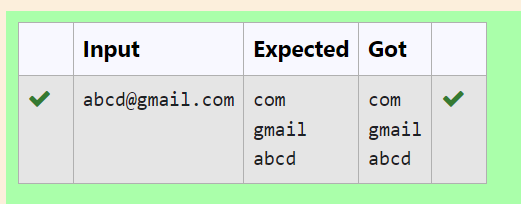 Input Expected Got
abcd@gmail.com com com
gmail gmail
abcd abcd